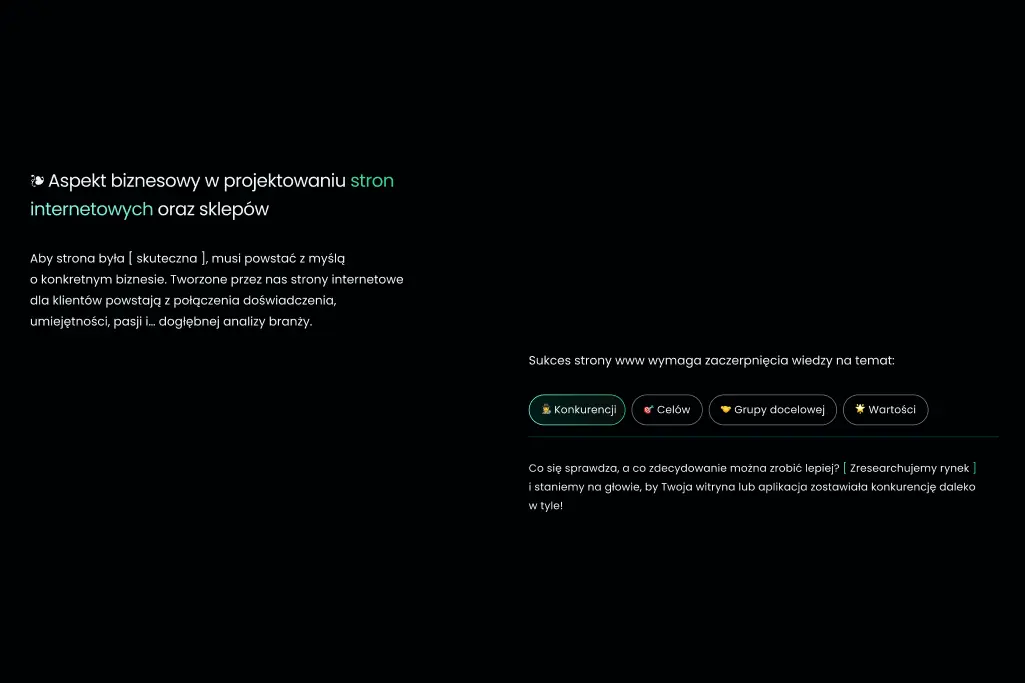 ❧ Aspekt biznesowy w projektowaniu stron
internetowych oraz sklepów
Aby strona była [ skuteczna ], musi powstać z myślą
o konkretnym biznesie. Tworzone przez nas strony internetowe
dla klientów powstają z połączenia doświadczenia,
umiejętności, pasji i... dogłębnej analizy branży.
Sukces strony www wymaga zaczerpnięcia wiedzy na temat:
Konkurencji
Celów
Grupy docelowej
Wartości
Co się sprawdza, a co zdecydowanie można zrobić lepiej? [ Zresearchujemy rynek ]
i staniemy na głowie, by Twoja witryna lub aplikacja zostawiała konkurencję daleko
w tyle!